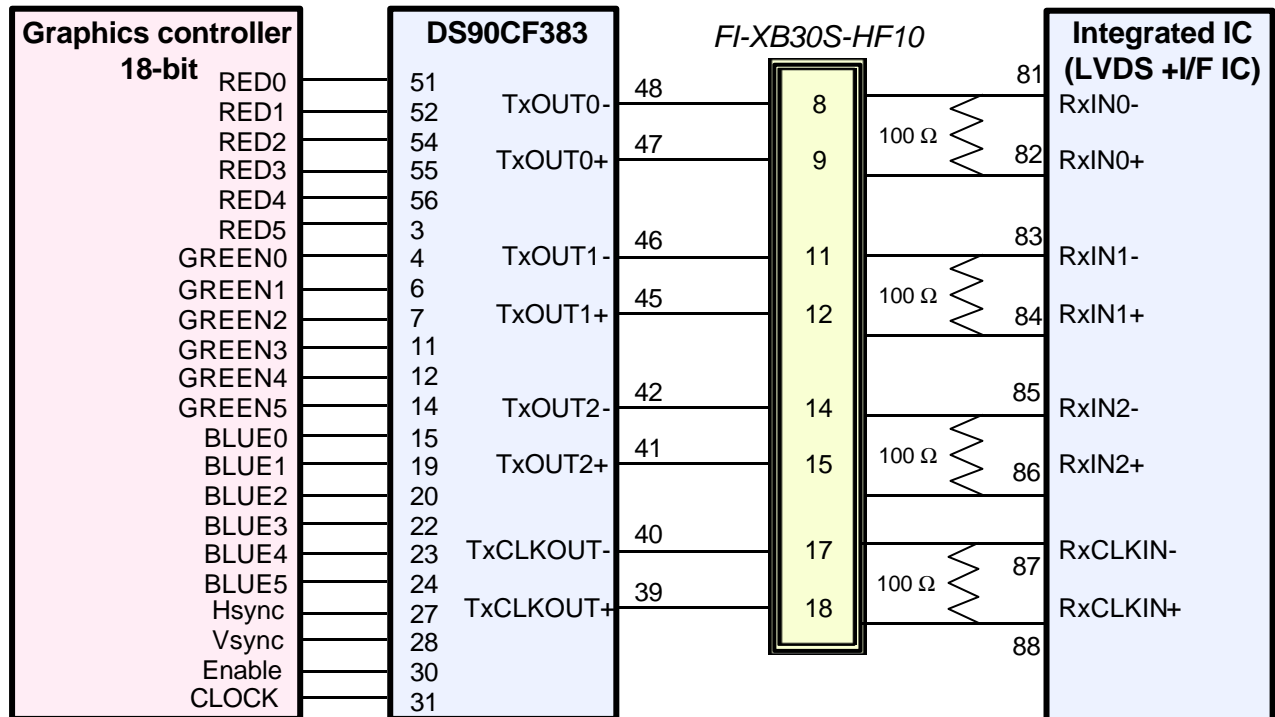 Graphics controller
18-bit
RED0
RED1
RED2
RED3
RED4
RED5
GREEN0
GREEN1
GREEN2
GREEN3
GREEN4
GREEN5
BLUE0
BLUE1
BLUE2
BLUE3
BLUE4
BLUE5
Hsync
Vsync
Enable
CLOCK
DS90CF383
51
52
54
55
56
3
4
6
7
11
12
14
15
19
20
22
23
24
27
28
30
31
TxOUT0- 48
TxOUT0+ 47
TxOUT1- 46
TxOUT1+ 45
TxOUT2- 42
TxOUT2+ 41
TxCLKOUT- 40
TxCLKOUT+ 39
FI-XB30S-HF10
8
9
11
12
14
15
17
18
100 Ω
100 Ω
100 Ω
100 Ω
Integrated IC
(LVDS +I/F IC)
81 RxIN0-
82 RxIN0+
83 RxIN1-
84 RxIN1+
85 RxIN2-
86 RxIN2+
87 RxCLKIN-
88 RxCLKIN+